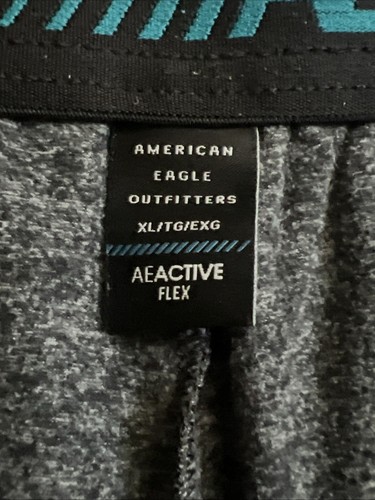 AMERICAN
EAGLE
OUTFITTERS
XL/TG/EXG
AEACTIVE
FLEX